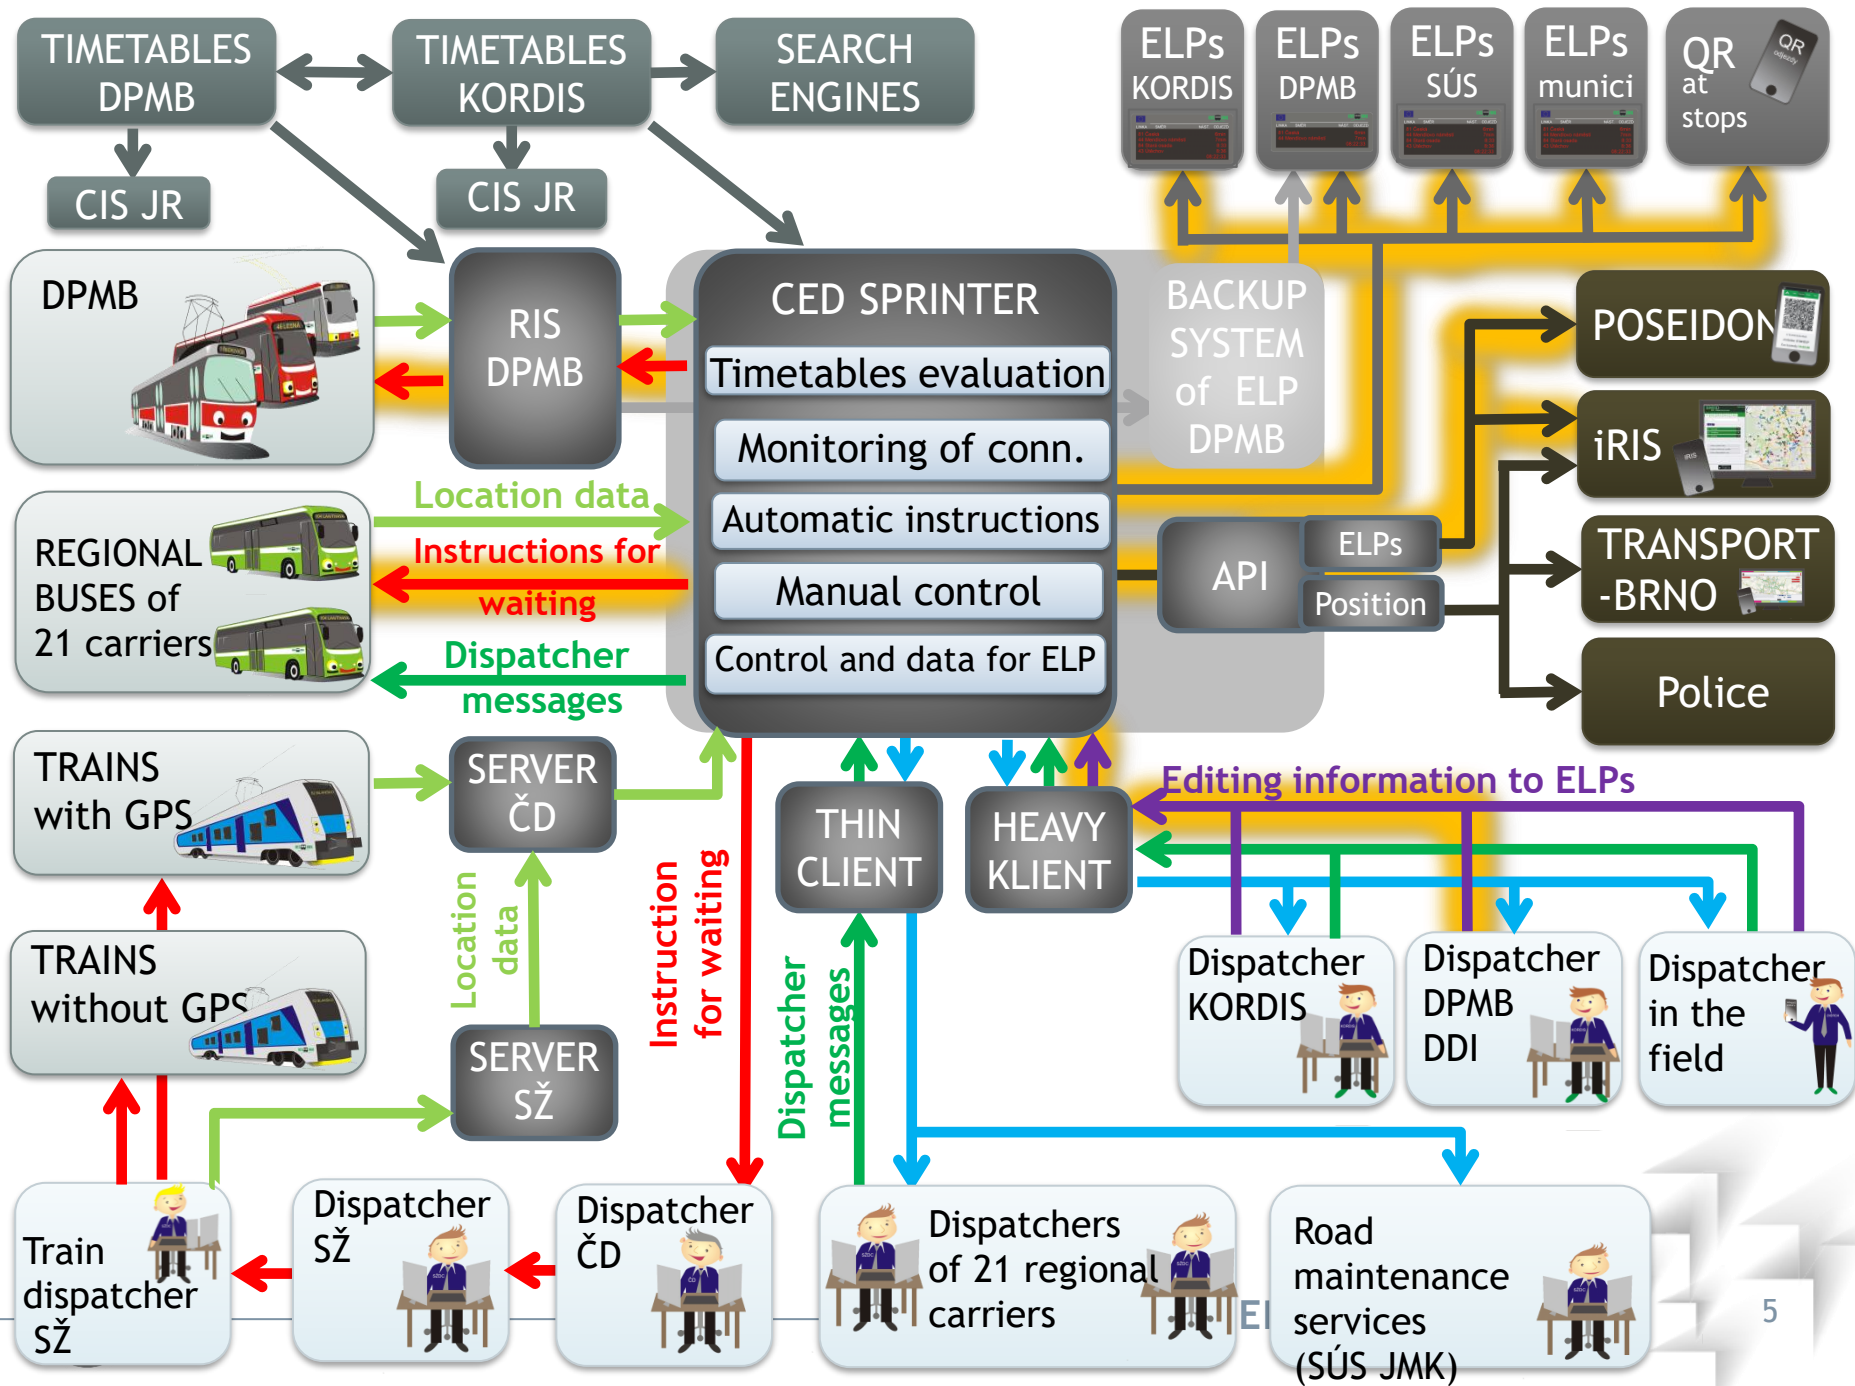 TIMETABLES
DPMB
TIMETABLES
KORDIS
SEARCH
ENGINES
ELPs
KORDIS
ELPs
DPMB
ELPs
SÚS
ELPs
munici
QR
at
stops
QR
odjezdy
CIS JR
CIS JR
DPMB
RIS
DPMB
CED SPRINTER
Timetables evaluation
Monitoring of conn.
Automatic instructions
Manual control
Control and data for ELP
BACKUP
SYSTEM
of ELP
DPMB
POSEIDON
iRIS
iRIS
TRANSPORT
-BRNO
Police
API
ELPs
Position
Location data
Instructions for
waiting
Dispatcher
messages
REGIONAL
BUSES of
21 carriers
TRAINS
with GPS
SERVER
ČD
TRAINS
without GPS
Location
data
SERVER
SŽ
Instruction
for waiting
THIN
CLIENT
HEAVY
KLIENT
Editing information to ELPs
Dispatcher
messages
Dispatcher
KORDIS
Dispatcher
DPMB
DDI
Dispatcher
in the
field
Train
dispatcher
SŽ
Dispatcher
SŽ
Dispatcher
ČD
ČD
Dispatchers
of 21 regional
carriers
Road
maintenance
services
(SÚS JMK)
5